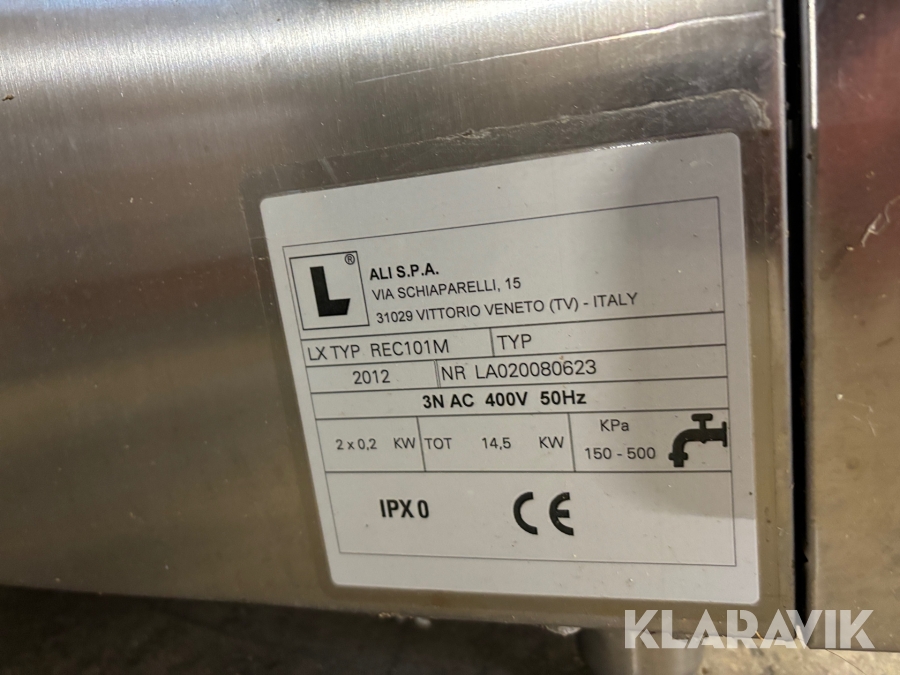 L®
ALI S.P.A.
VIA SCHIAPARELLI, 15
31029 VITTORIO VENETO (TV) - ITALY
LX TYP REC101M TYP
2012 NR LA020080623
3N AC 400V 50Hz
2 x 0,2 KW TOT 14,5 KW KPa
150 - 500
IPX 0 CE
KLARAVIK